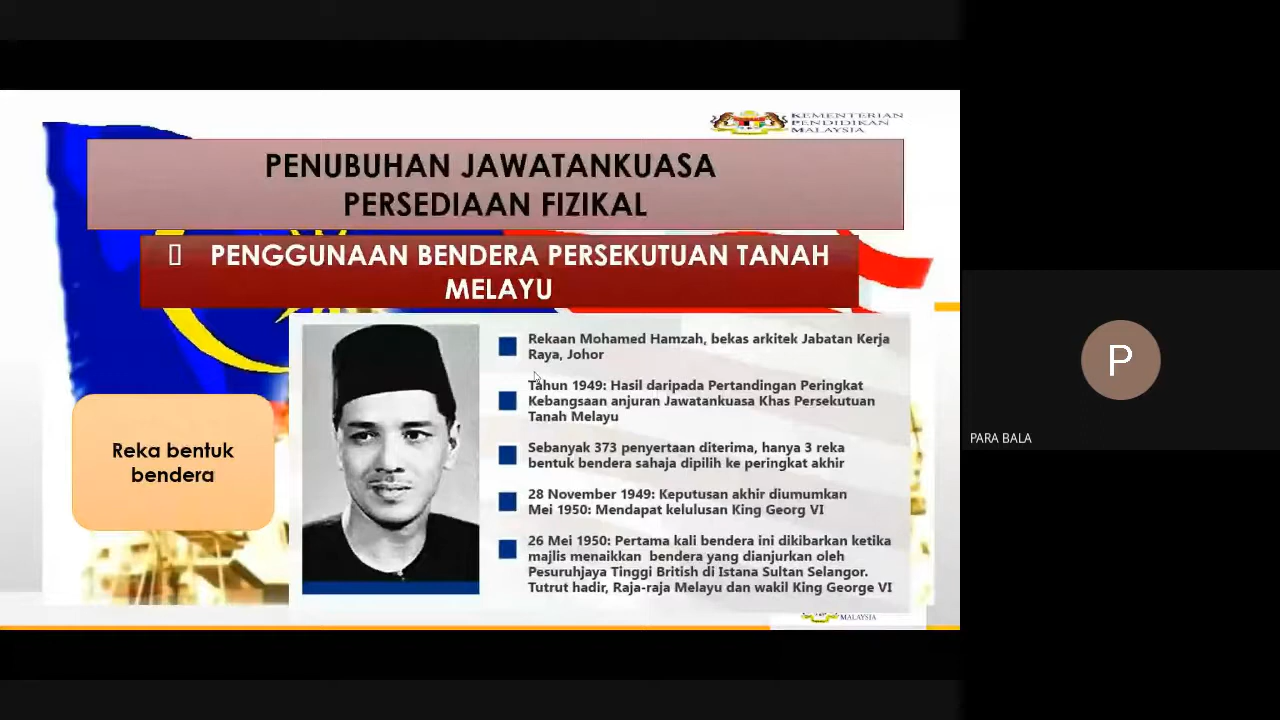 KEMENTERIAN
PENDIDIKAN
MALAYSIA
PENUBUHAN JAWATANKUASA
PERSEDIAAN FIZIKAL
PENGGUNAAN BENDERA PERSEKUTUAN TANAH
MELAYU
Reka bentuk
bendera
Rekaan Mohamed Hamzah, bekas arkitek Jabatan Kerja
Raya, Johor
Tahun 1949: Hasil daripada Pertandingan Peringkat
Kebangsaan anjuran Jawatankuasa Khas Persekutuan
Tanah Melayu
Sebanyak 373 penyertaan diterima, hanya 3 reka
bentuk bendera sahaja dipilih ke peringkat akhir
28 November 1949: Keputusan akhir diumumkan
Mei 1950: Mendapat kelulusan King Georg VI
26 Mei 1950: Pertama kali bendera ini dikibarkan ketika
majlis menaikkan bendera yang dianjurkan oleh
Pesuruhjaya Tinggi British di Istana Sultan Selangor.
Tutrut hadir, Raja-raja Melayu dan wakil King George VI
MALAYSIA
P
PARA BALA